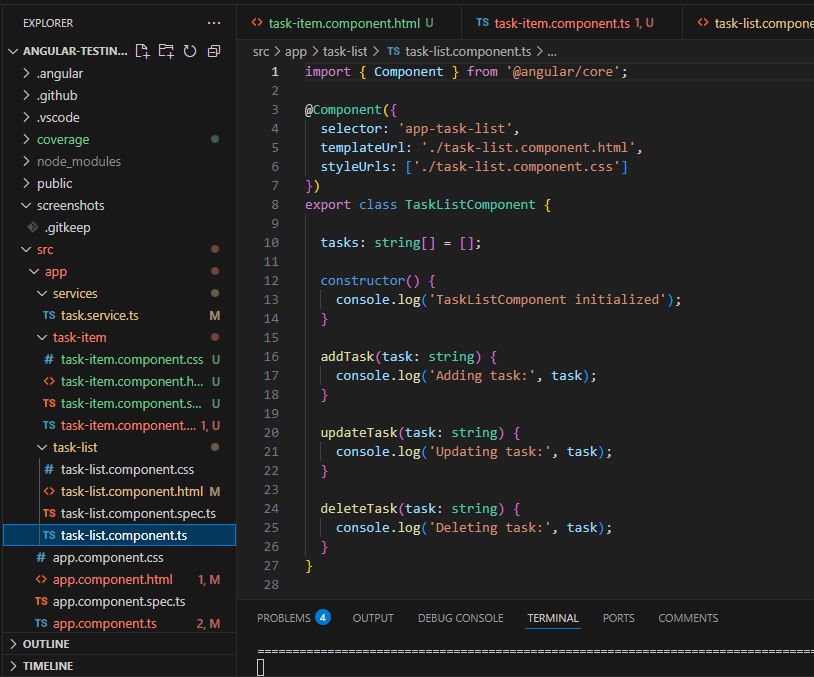 EXPLORER ...
ANGULAR-TESTIN...
.angular
.github
.vscode
coverage
node_modules
public
screenshots
.gitkeep
src
app
services
TS task.service.ts M
task-item
# task-item.component.css U
<> task-item.component.h... U
TS task-item.component.s... U
TS task-item.component.... 1, U
task-list
# task-list.component.css
<> task-list.component.html M
TS task-list.component.spec.ts
TS task-list.component.ts
# app.component.css
<> app.component.html 1, M
TS app.component.spec.ts
TS app.component.ts 2, M
OUTLINE
TIMELINE
<> task-item.component.html U TS task-item.component.ts 1, U <> task-list.compone
src > app > task-list > TS task-list.component.ts > ...
1 import { Component } from '@angular/core';
2
3 @Component({
4 selector: 'app-task-list',
5 templateUrl: './task-list.component.html',
6 styleUrls: ['./task-list.component.css']
7 })
8 export class TaskListComponent {
9
10 tasks: string[] = [];
11
12 constructor() {
13 console.log('TaskListComponent initialized');
14 }
15
16 addTask(task: string) {
17 console.log('Adding task:', task);
18 }
19
20 updateTask(task: string) {
21 console.log('Updating task:', task);
22 }
23
24 deleteTask(task: string) {
25 console.log('Deleting task:', task);
26 }
27 }
28
PROBLEMS 4 OUTPUT DEBUG CONSOLE TERMINAL PORTS COMMENTS
================================================================================